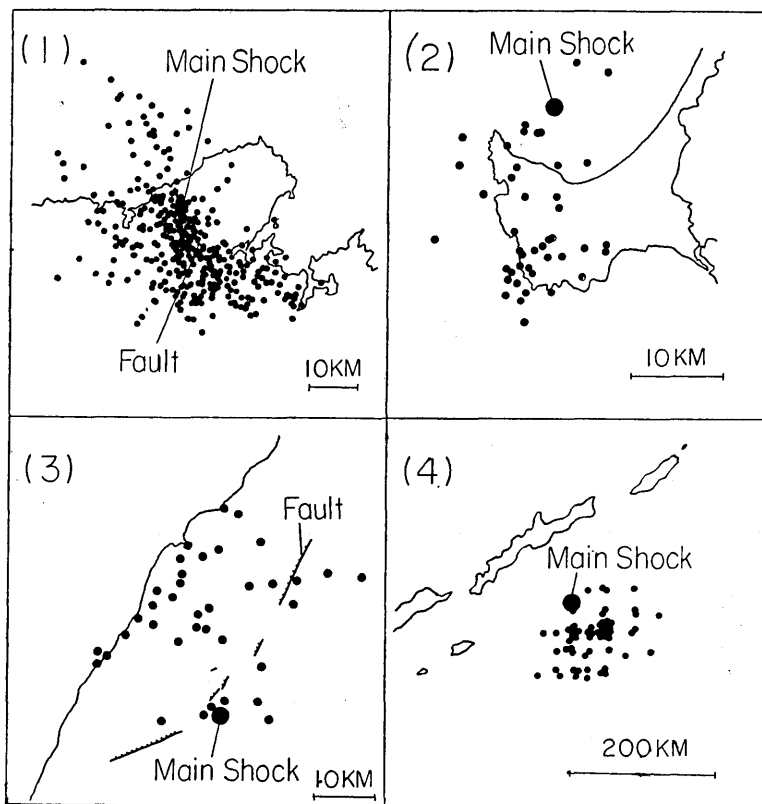 (1)
Main Shock
Fault
10KM
(2)
Main Shock
10KM
(3)
Fault
Main Shock
10KM
(4)
Main Shock
200KM